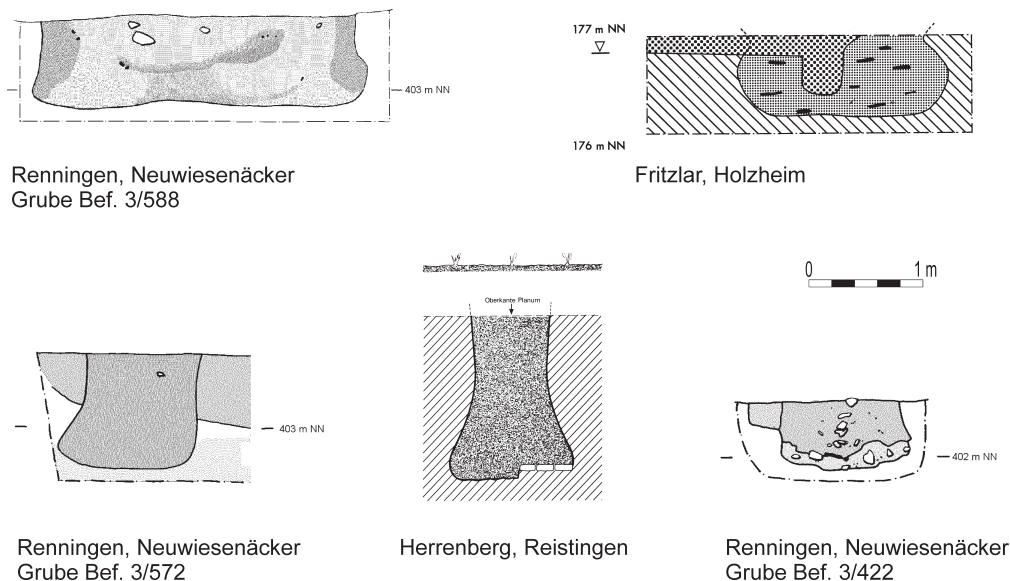 177 m NN
403 m NN
176 m NN
Renningen, Neuwiesenäcker
Grube Bef. 3/588
Fritzlar, Holzheim
0 1 m
Oberkante Planum
403 m NN
402 m NN
Renningen, Neuwiesenäcker
Grube Bef. 3/572
Herrenberg, Reistingen
Renningen, Neuwiesenäcker
Grube Bef. 3/422